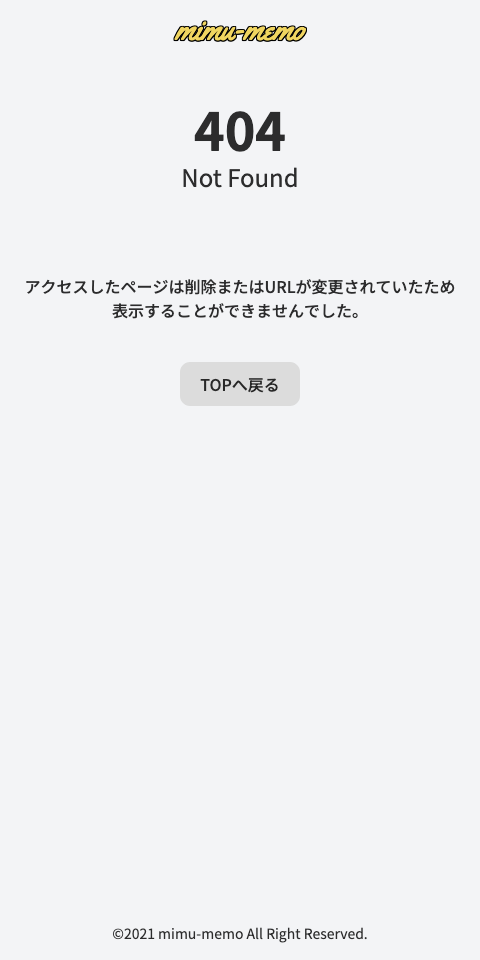 mimu-memo
404
Not Found
アクセスしたページは削除またはURLが変更されていたため
表示することができませんでした。
TOPへ戻る
©2021 mimu-memo All Right Reserved.